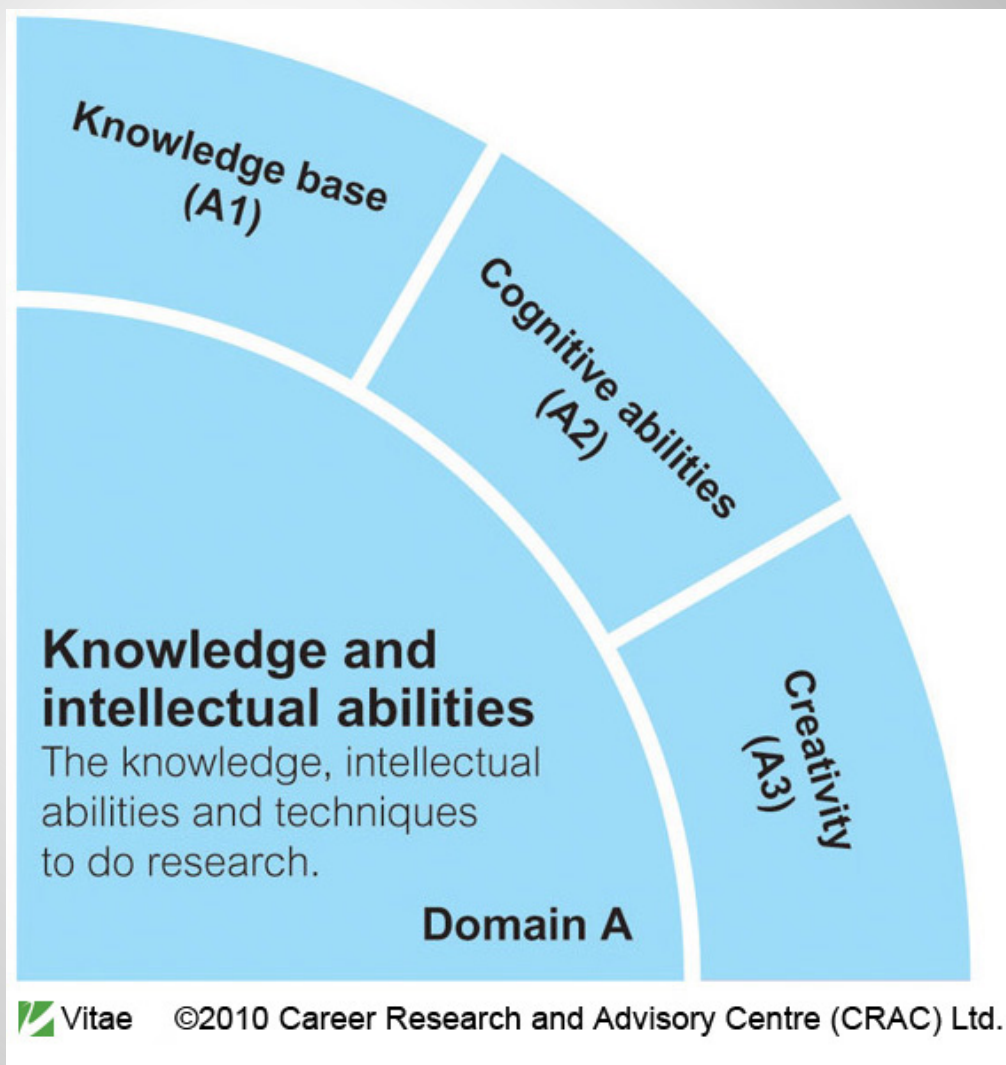 Knowledge base
(A1)
Cognitive abilities
(A2)
Creativity
(A3)
Knowledge and
intellectual abilities
The knowledge, intellectual
abilities and techniques
to do research.
Domain A
Vitae ©2010 Career Research and Advisory Centre (CRAC) Ltd.